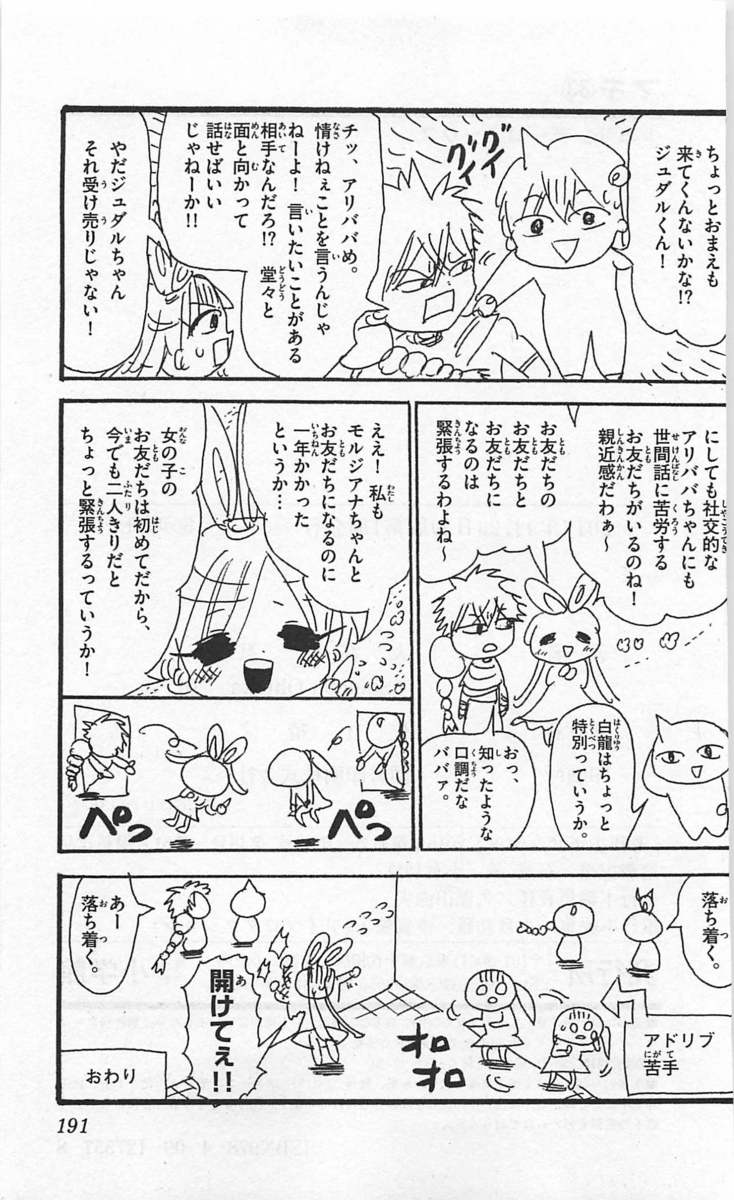 ちょっとおまえも
来てくんないかな!?
ジュダルくん!
グイ
グイ
チッ、アリババめ。
情けねぇことを言うんじゃ
ねーよ! 言いたいことがある
相手なんだろ!? 堂々と
面と向かって
話せばいい
じゃねーか!!
やだジュダルちゃん
それ受け売りじゃない!
にしても社交的な
アリババちゃんにも
世間話に苦労する
お友だちがいるのね!
親近感だわぁ〜
お友だちの
お友だちと
お友だちに
なるのは
緊張するわよね〜
白龍はちょっと
特別っていうか。
おっ、
知ったような
口調だな
ババァ。
ええ! 私も
モルジアナちゃんと
お友だちになるのに
一年かかった
というか…
女の子の
お友だちは初めてだから、
今でも二人きりだと
ちょっと緊張するっていうか!
ペつ
ペつ
落ち着く。
アドリブ
苦手
オロ
オロ
開けてぇ!!
あー
落ち着く。
おわり
191